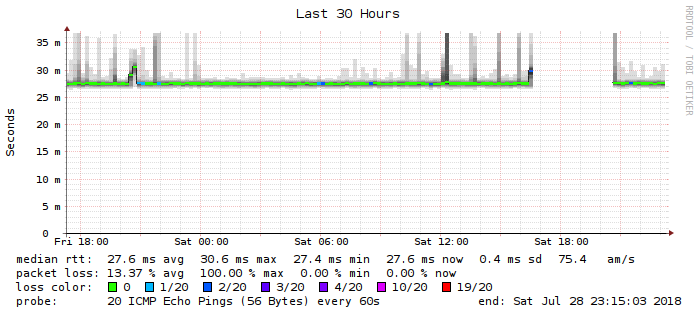 Last 30 Hours
RRDTOOL / TOBI OETIKER
Seconds
35 m
30 m
25 m
20 m
15 m
10 m
5 m
0
Fri 18:00 Sat 00:00 Sat 06:00 Sat 12:00 Sat 18:00
median rtt: 27.6 ms avg 30.6 ms max 27.4 ms min 27.6 ms now 0.4 ms sd 75.4 am/s
packet loss: 13.37 % avg 100.00 % max 0.00 % min 0.00 % now
loss color: 0 1/20 2/20 3/20 4/20 10/20 19/20
probe: 20 ICMP Echo Pings (56 Bytes) every 60s end: Sat Jul 28 23:15:03 2018